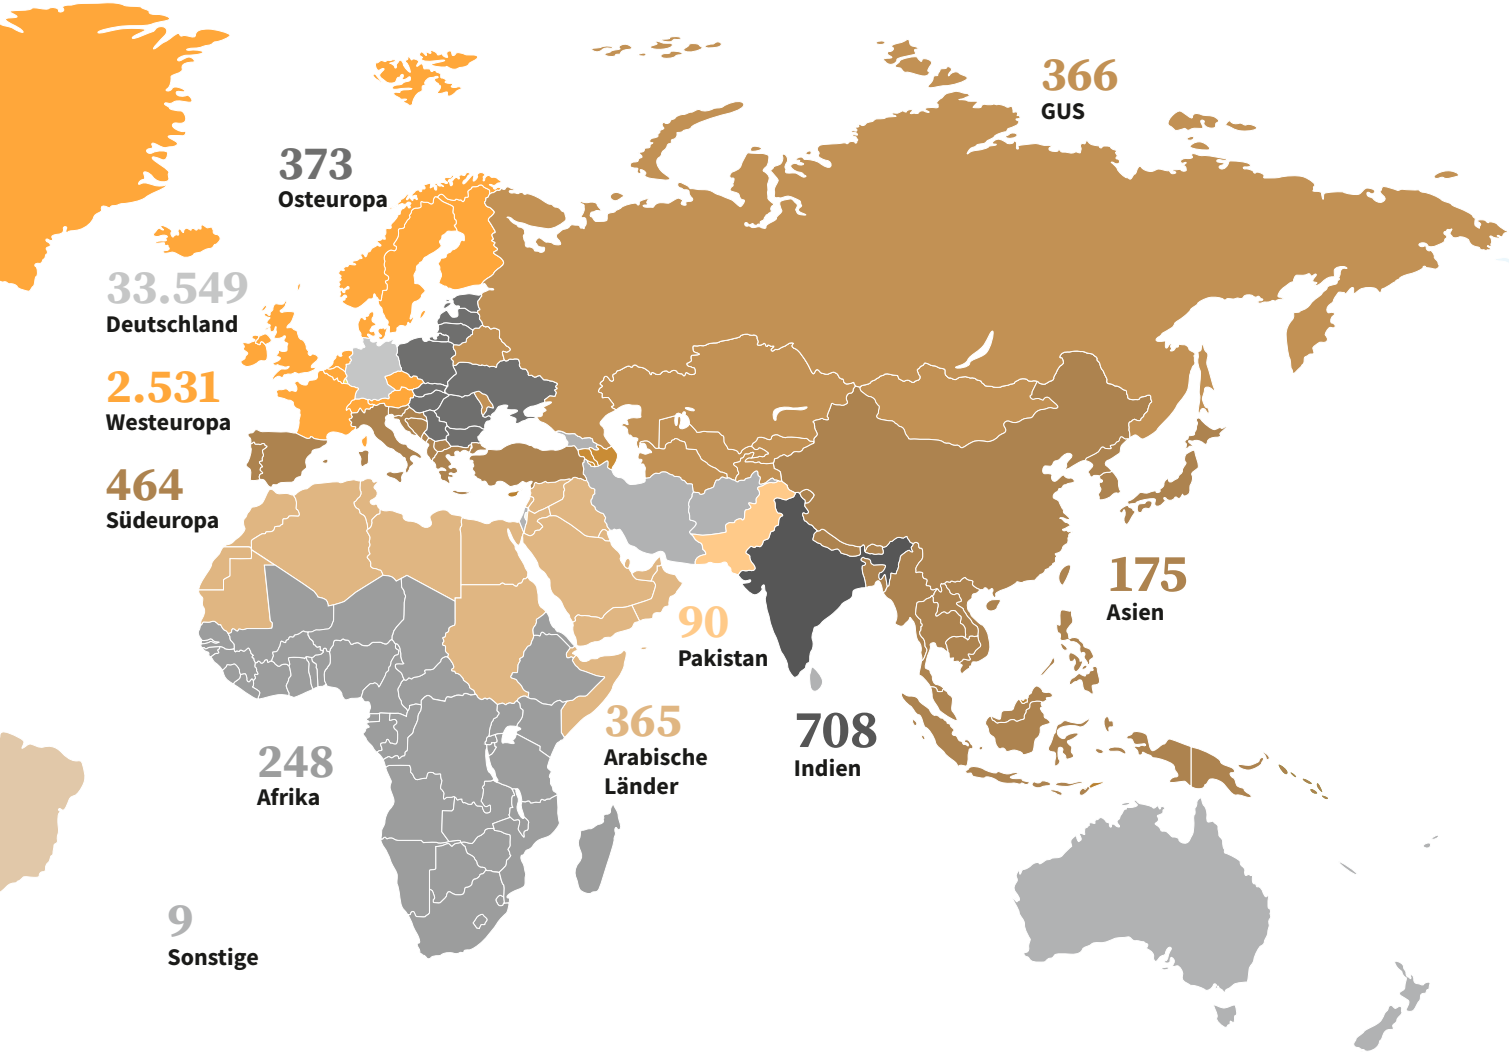 366
GUS
373
Osteuropa
33.549
Deutschland
2.531
Westeuropa
464
Südeuropa
175
Asien
90
Pakistan
365
Arabische
Länder
708
Indien
248
Afrika
9
Sonstige